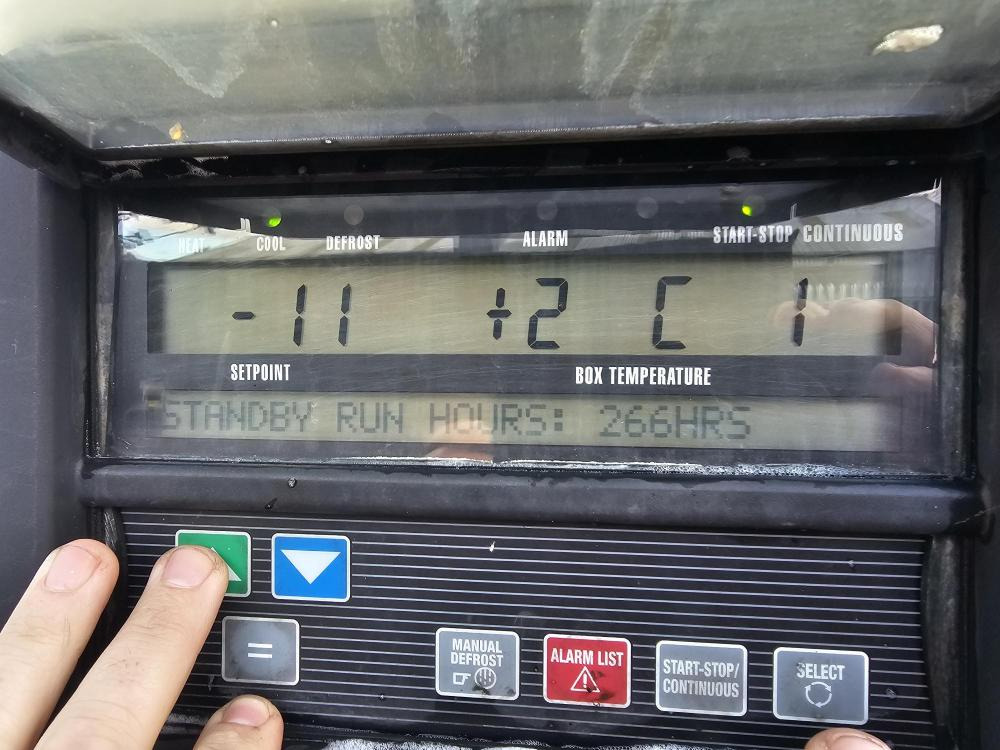 HEAT COOL DEFROST ALARM START-STOP CONTINUOUS
-11 +2 C 1
SETPOINT BOX TEMPERATURE
STANDBY RUN HOURS: 266HRS
=
MANUAL DEFROST
ALARM LIST
START-STOP/
CONTINUOUS
SELECT